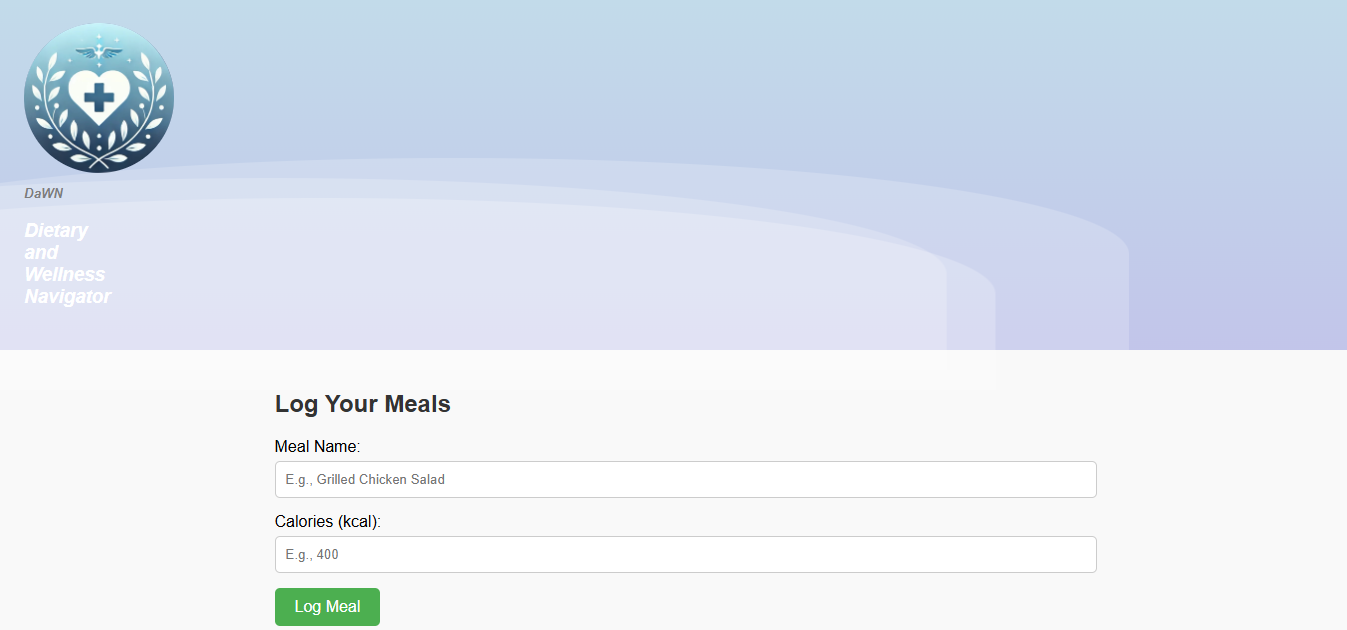 DaWN
Dietary
and
Wellness
Navigator
Log Your Meals
Meal Name:
E.g., Grilled Chicken Salad
Calories (kcal):
E.g., 400
Log Meal